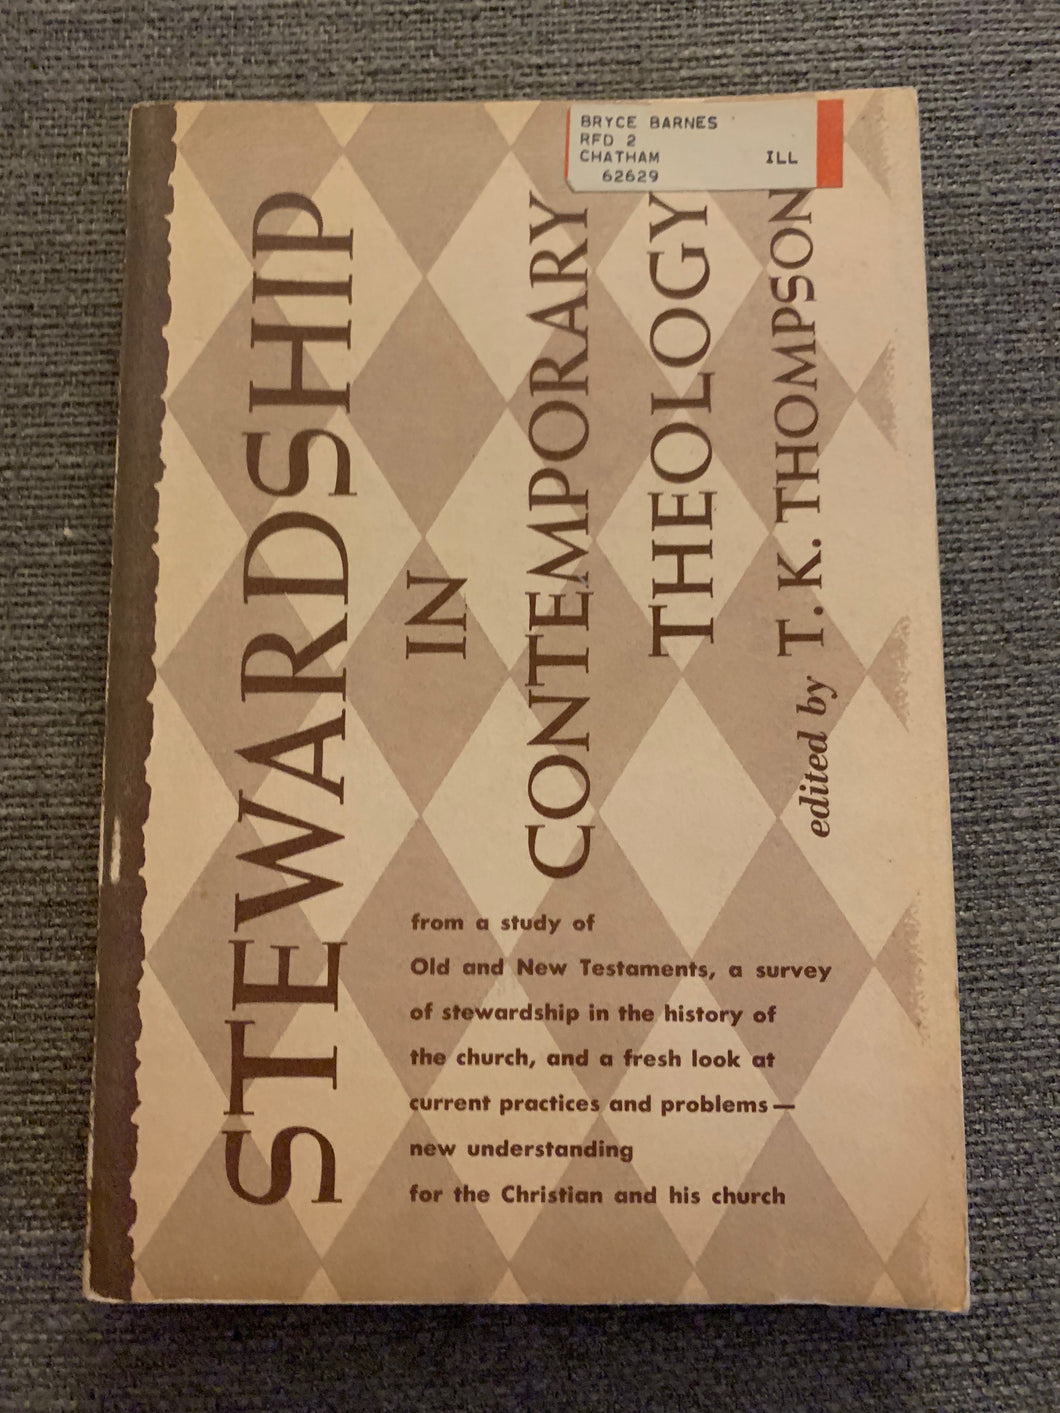 BRYCE BARNES
RFD 2
CHATHAM ILL
62629
STEWARDSHIP
IN
CONTEMPORARY
THEOLOGY
edited by T. K. THOMPSON
from a study of
Old and New Testaments, a survey
of stewardship in the history of
the church, and a fresh look at
current practices and problems—
new understanding
for the Christian and his church